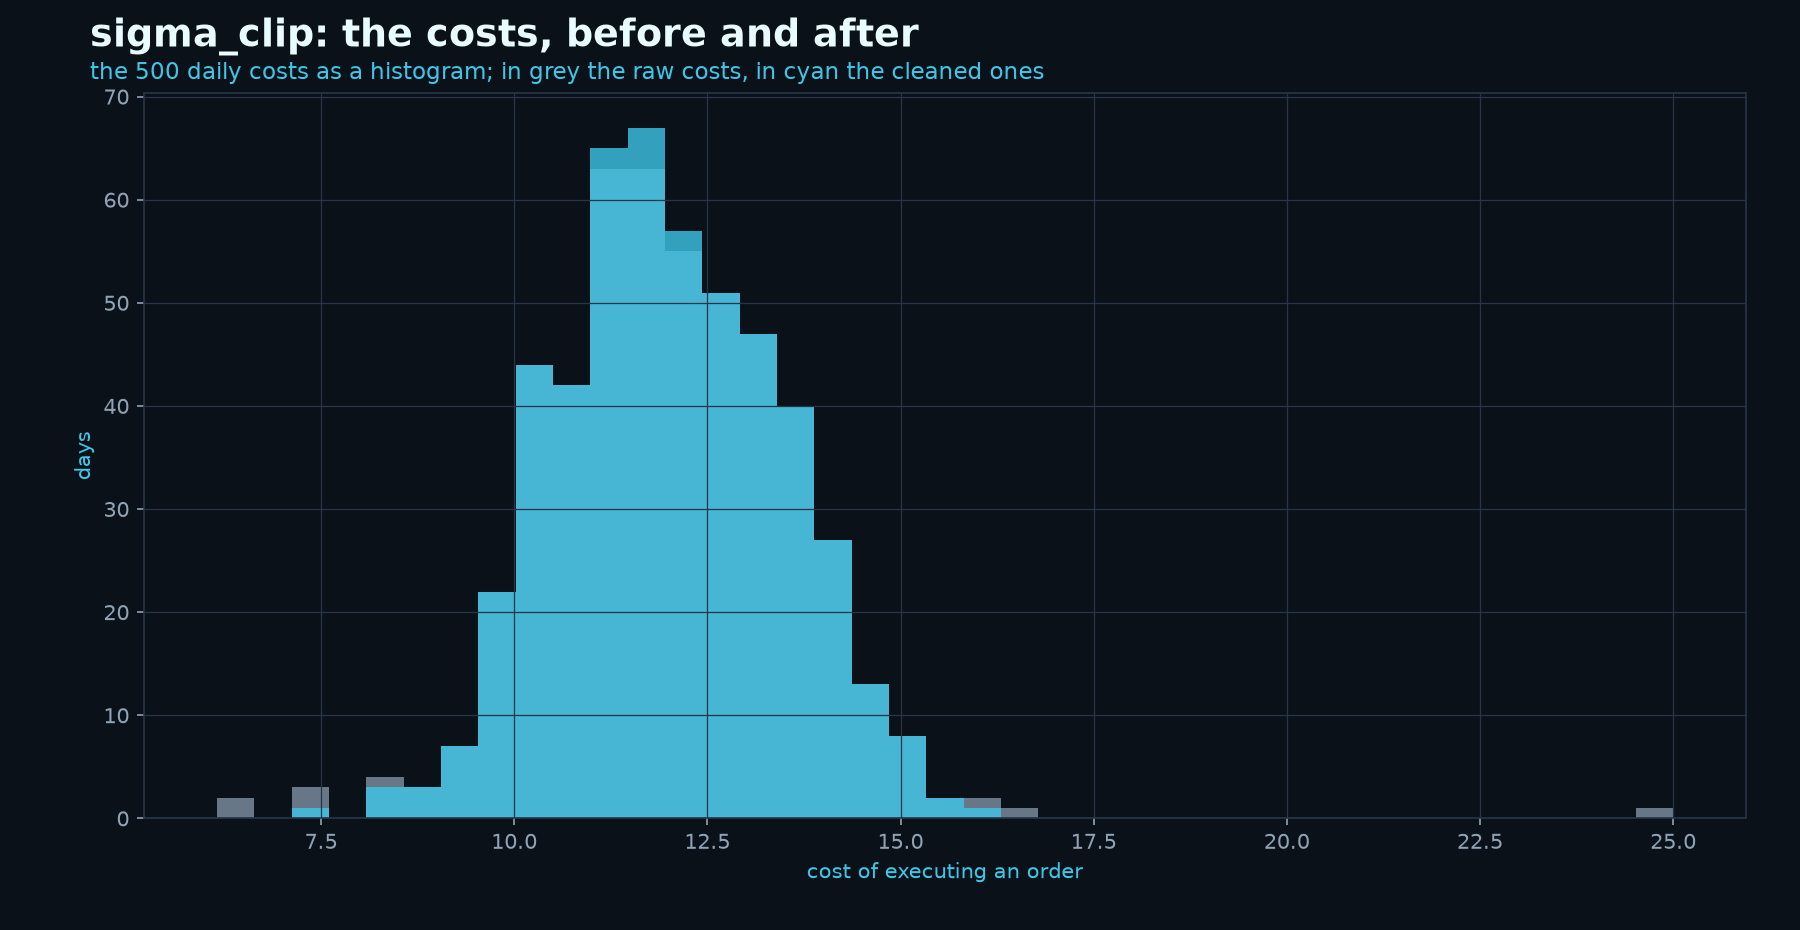 sigma_clip: the costs, before and after
the 500 daily costs as a histogram; in grey the raw costs, in cyan the cleaned ones
70
60
50
40
30
20
10
0
days
7.5 10.0 12.5 15.0 17.5 20.0 22.5 25.0
cost of executing an order